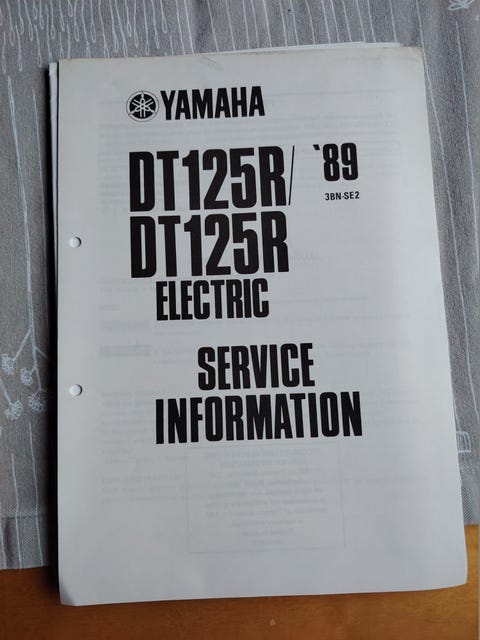 YAMAHA
DT125R/ '89
3BN-SE2
DT125R
ELECTRIC
SERVICE
INFORMATION